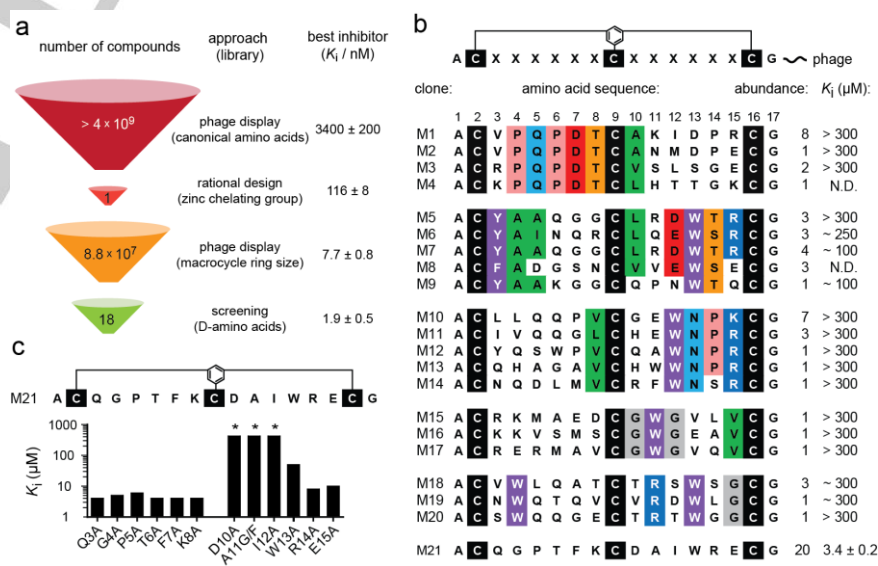 a
number of compounds approach (library) best inhibitor (Kᵢ / nM)
> 4 × 10⁹ phage display (canonical amino acids) 3400 ± 200
1 rational design (zinc chelating group) 116 ± 8
8.8 × 10⁷ phage display (macrocycle ring size) 7.7 ± 0.8
18 screening (D-amino acids) 1.9 ± 0.5
c
M21 A C Q G P T F K C D A I W R E C G
Kᵢ (µM)
1000
100
10
1
* * *
Q3A G4A P5A T6A F7A K8A D10A A11G/F I12A W13A R14A E15A
b
A C X X X X X X C X X X X X X C G phage
clone: amino acid sequence: abundance: Kᵢ (µM):
1 2 3 4 5 6 7 8 9 10 11 12 13 14 15 16 17
M1 A C V P Q P D T C A K I D P R C G 8 > 300
M2 A C V P Q P D T C A N M D P E C G 1 > 300
M3 A C R P Q P D T C V S L S G E C G 2 > 300
M4 A C K P Q P D T C L H T T G K C G 1 N.D.
M5 A C Y A A Q G G C L R D W T R C G 3 > 300
M6 A C Y A I N Q R C L Q E W S R C G 3 ~ 250
M7 A C Y A A Q G G C L R D W T R C G 4 ~ 100
M8 A C F A D G S N C V V E W S E C G 3 N.D.
M9 A C Y A A K G G C Q P N W T Q C G 1 ~ 100
M10 A C L L Q Q P V C G E W N P K C G 7 > 300
M11 A C I V Q Q G L C H E W N P R C G 3 > 300
M12 A C Y Q S W P V C Q A W N P R C G 1 > 300
M13 A C Q H A G A V C H W W N P R C G 1 > 300
M14 A C N Q D L M V C R F W N S R C G 1 > 300
M15 A C R K M A E D C G W G V L V C G 1 > 300
M16 A C K K V S M S C G W G E A V C G 1 > 300
M17 A C R E R M A V C G W G V Q V C G 1 > 300
M18 A C V W L Q A T C T R S W S G C G 3 ~ 300
M19 A C N W Q T Q V C V R D W L G C G 1 ~ 300
M20 A C S W Q Q G E C T R T W G G C G 1 > 300
M21 A C Q G P T F K C D A I W R E C G 20 3.4 ± 0.2